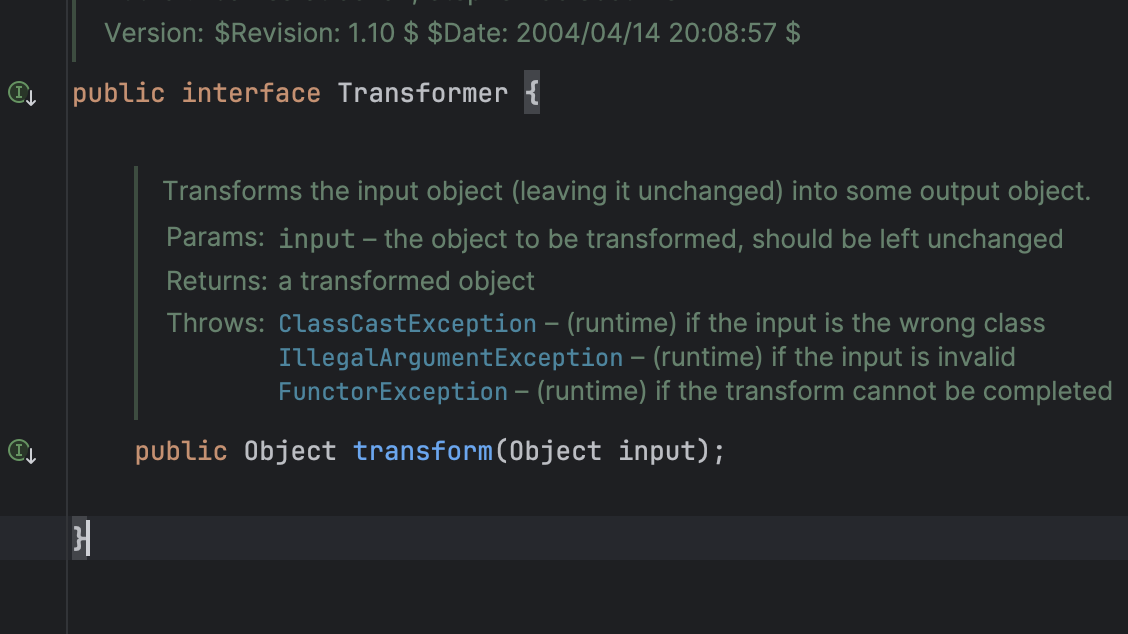 Version: $Revision: 1.10 $ $Date: 2004/04/14 20:08:57 $
public interface Transformer {
Transforms the input object (leaving it unchanged) into some output object.
Params: input – the object to be transformed, should be left unchanged
Returns: a transformed object
Throws: ClassCastException – (runtime) if the input is the wrong class
IllegalArgumentException – (runtime) if the input is invalid
FunctorException – (runtime) if the transform cannot be completed
public Object transform(Object input);
}